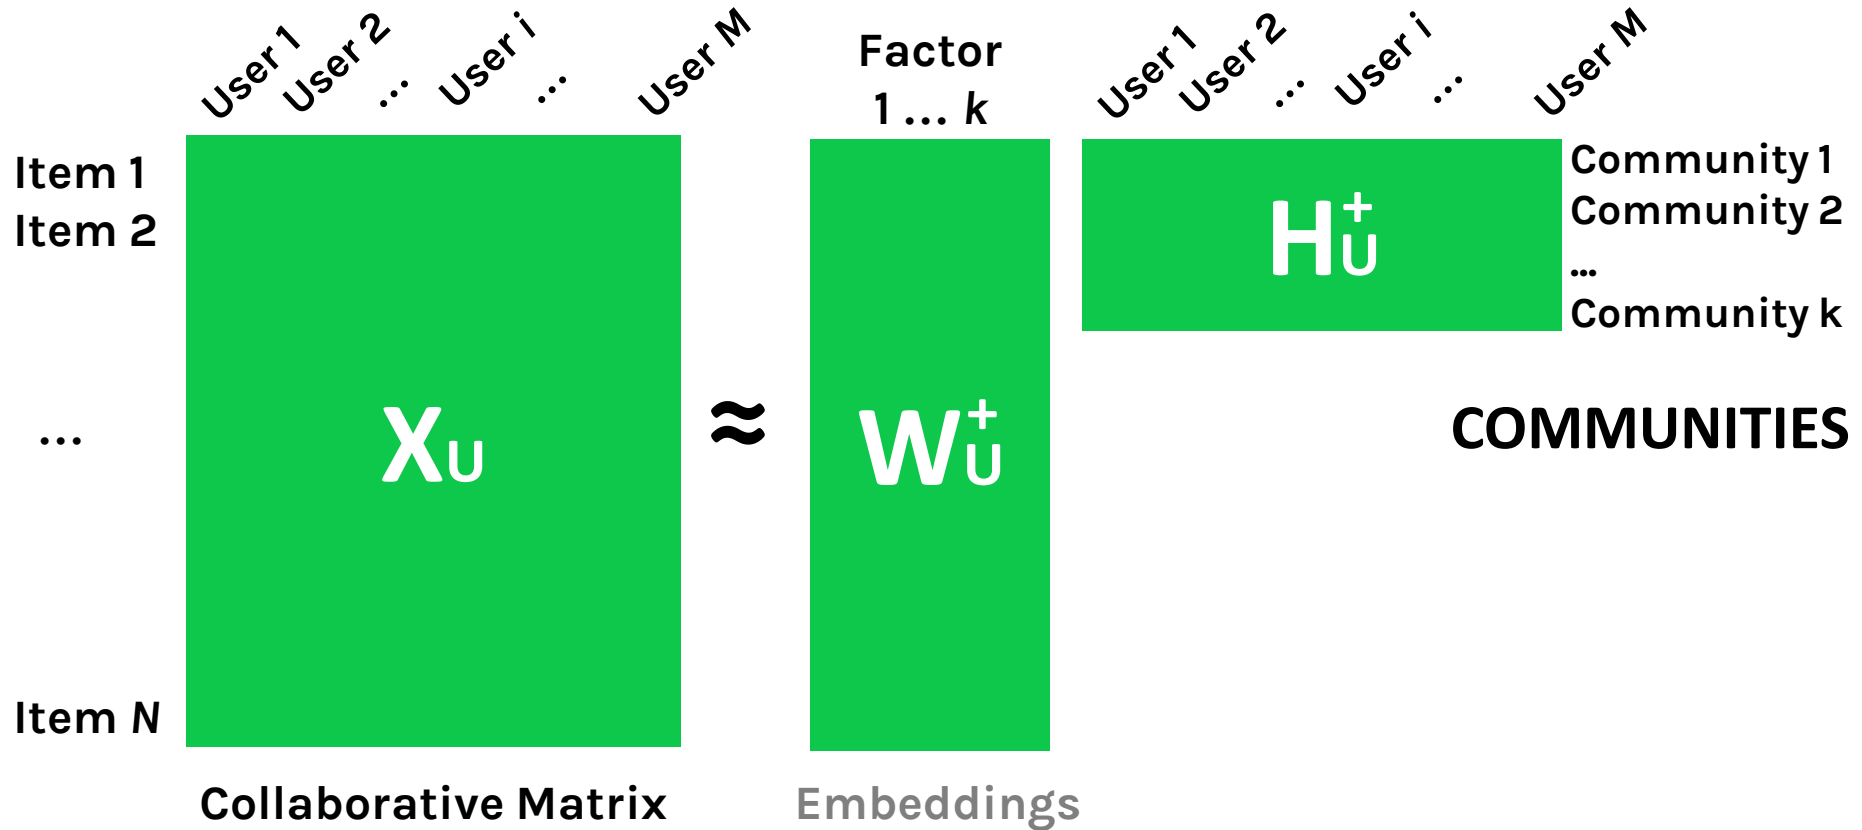 User 1
User 2
...
User i
...
User M
Factor
1 ... k
User 1
User 2
...
User i
...
User M
Item 1
Item 2
...
Item N
X U
≈
W + U
H + U
Community 1
Community 2
...
Community k
COMMUNITIES
Collaborative Matrix
Embeddings